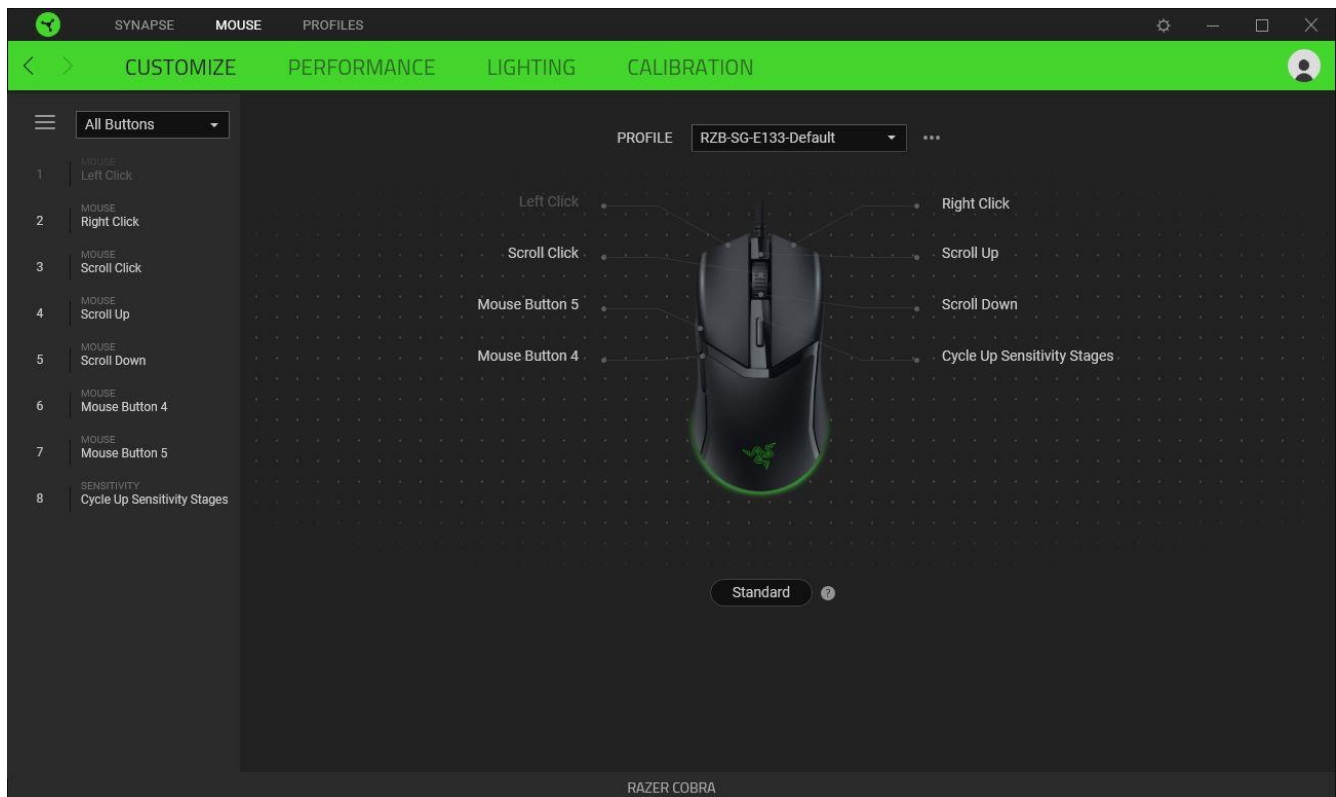 SYNAPSE MOUSE PROFILES
CUSTOMIZE PERFORMANCE LIGHTING CALIBRATION
All Buttons
1 MOUSE
Left Click
2 MOUSE
Right Click
3 MOUSE
Scroll Click
4 MOUSE
Scroll Up
5 MOUSE
Scroll Down
6 MOUSE
Mouse Button 4
7 MOUSE
Mouse Button 5
8 SENSITIVITY
Cycle Up Sensitivity Stages
PROFILE RZB-SG-E133-Default
Left Click Right Click
Scroll Click Scroll Up
Mouse Button 5 Scroll Down
Mouse Button 4 Cycle Up Sensitivity Stages
Standard ?
RAZER COBRA